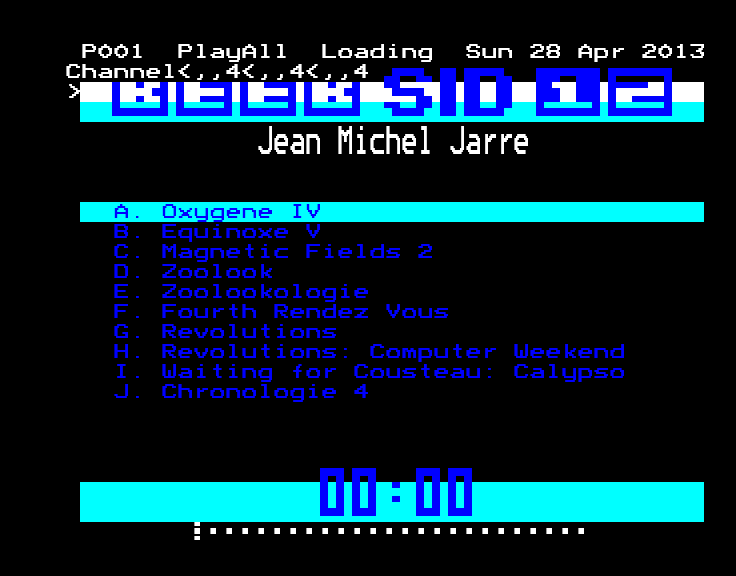 P001 PlayAll Loading Sun 28 Apr 2013
Channel<,,4<,,4<,,4
>
SID 12
Jean Michel Jarre
A. Oxygene IV
B. Equinoxe V
C. Magnetic Fields 2
D. Zoolook
E. Zoolookologie
F. Fourth Rendez Vous
G. Revolutions
H. Revolutions: Computer Weekend
I. Waiting for Cousteau: Calypso
J. Chronologie 4
00:00